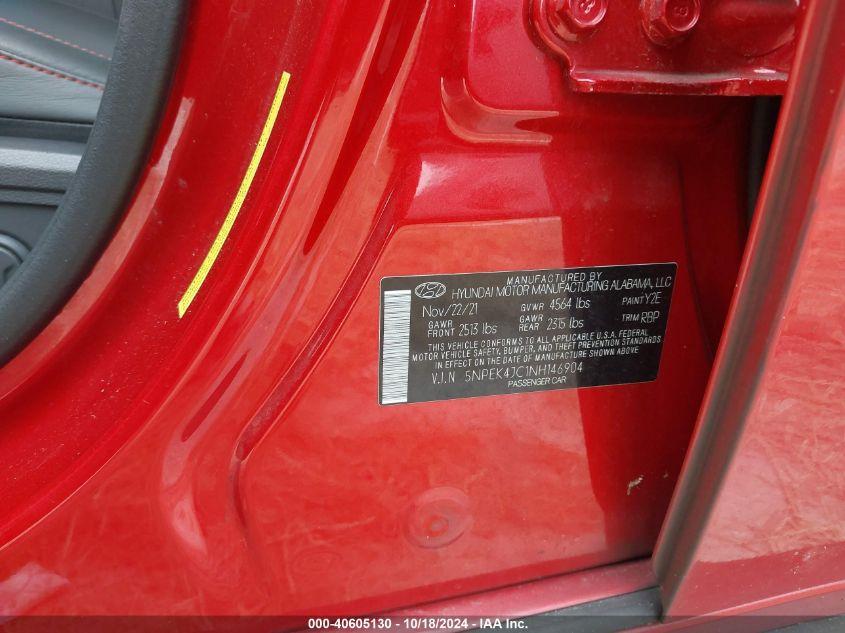 MANUFACTURED BY
HYUNDAI MOTOR MANUFACTURING ALABAMA, LLC
Nov/22/21 GVWR 4564 lbs PAINT Y2E
GAWR FRONT 2513 lbs GAWR REAR 2315 lbs TRIM RBP
THIS VEHICLE CONFORMS TO ALL APPLICABLE U.S.A. FEDERAL
MOTOR VEHICLE SAFETY, BUMPER, AND THEFT PREVENTION STANDARDS
IN EFFECT ON THE DATE OF MANUFACTURE SHOWN ABOVE.
V.I.N 5NPEK4JC1NH146904
PASSENGER CAR
000-40605130 - 10/18/2024 - www.iaai.com